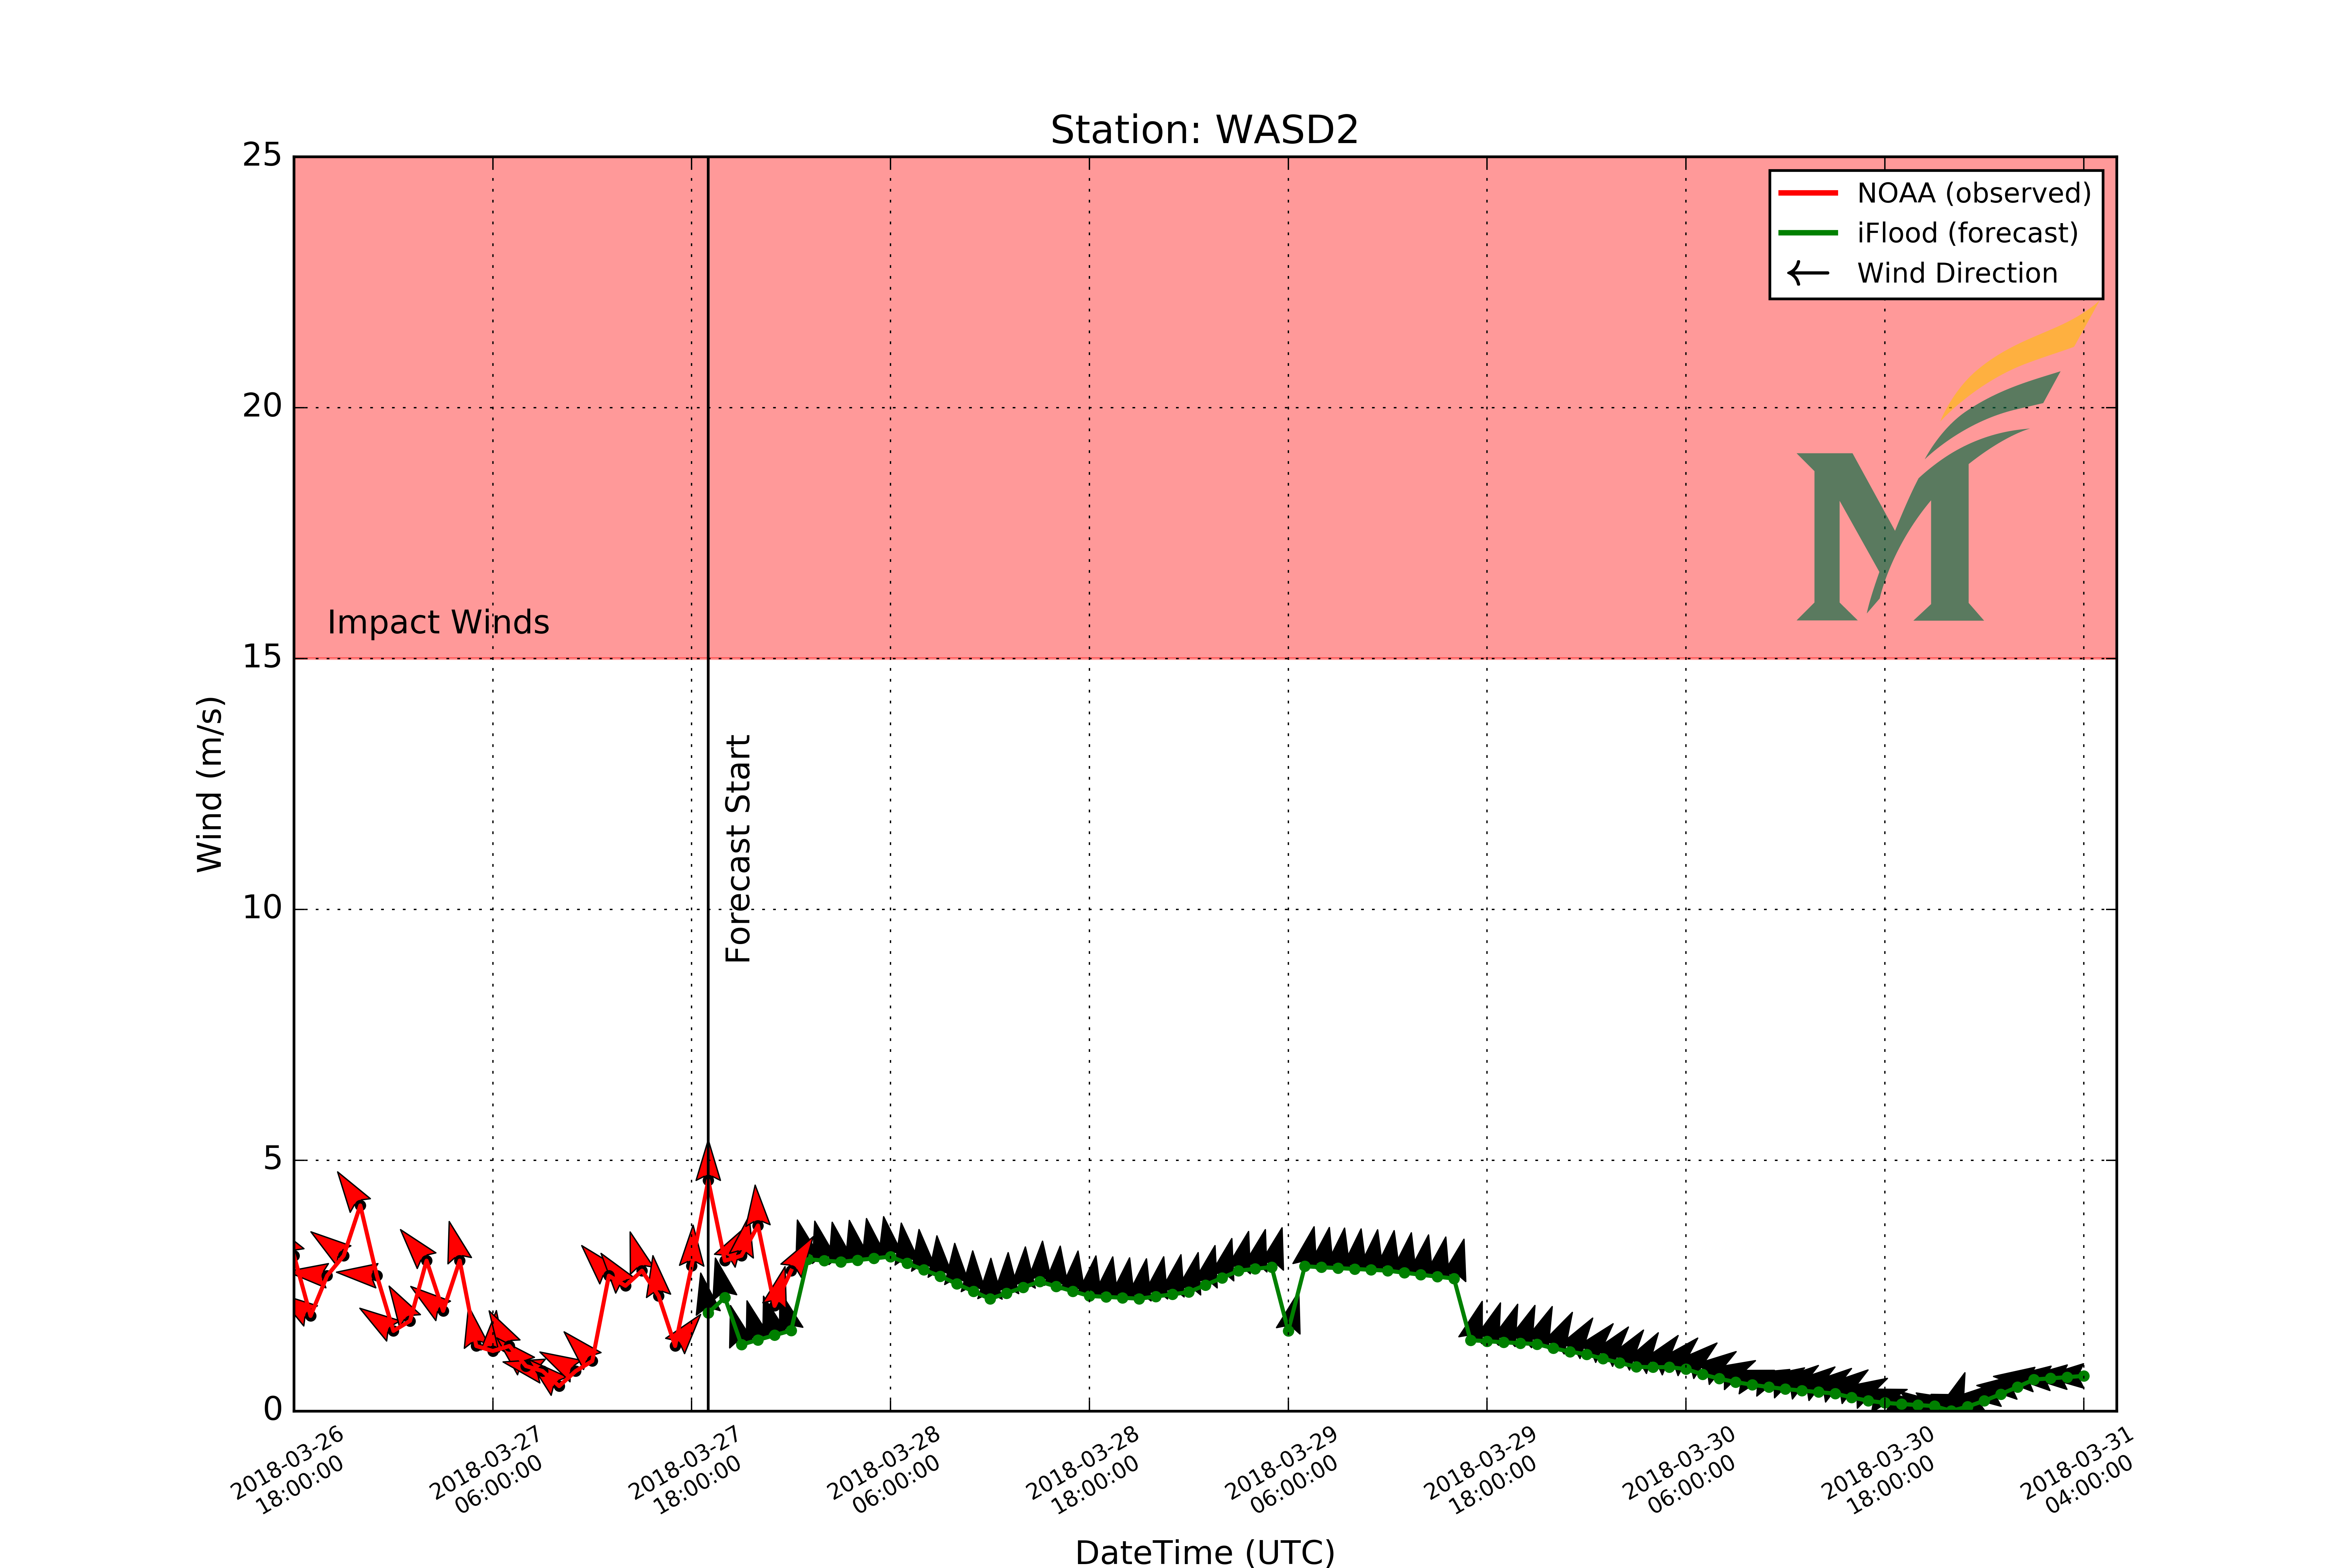 Station: WASD2
25
20
15
10
5
0
Wind (m/s)
NOAA (observed)
iFlood (forecast)
Wind Direction
M
Impact Winds
Forecast Start
2018-03-26
18:00:00
2018-03-27
06:00:00
2018-03-27
18:00:00
2018-03-28
06:00:00
2018-03-28
18:00:00
2018-03-29
06:00:00
2018-03-29
18:00:00
2018-03-30
06:00:00
2018-03-30
18:00:00
2018-03-31
04:00:00
DateTime (UTC)